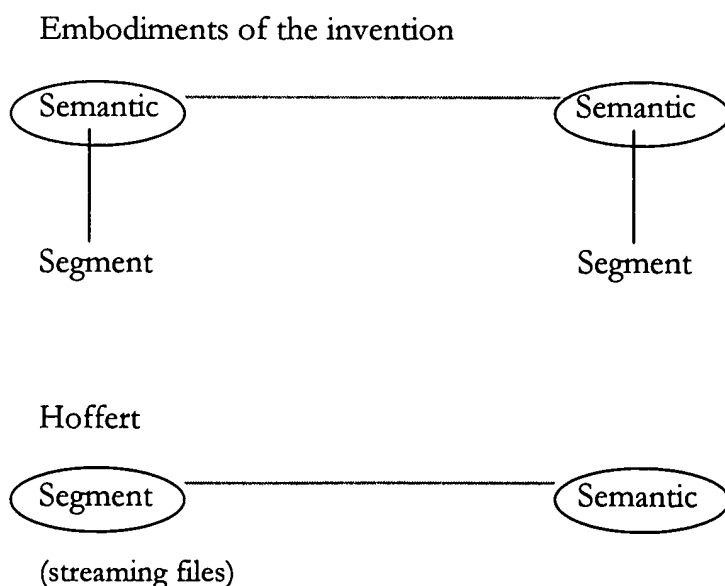 Embodiments of the invention
Semantic Semantic
Segment Segment
Hoffert
Segment Semantic
(streaming files)